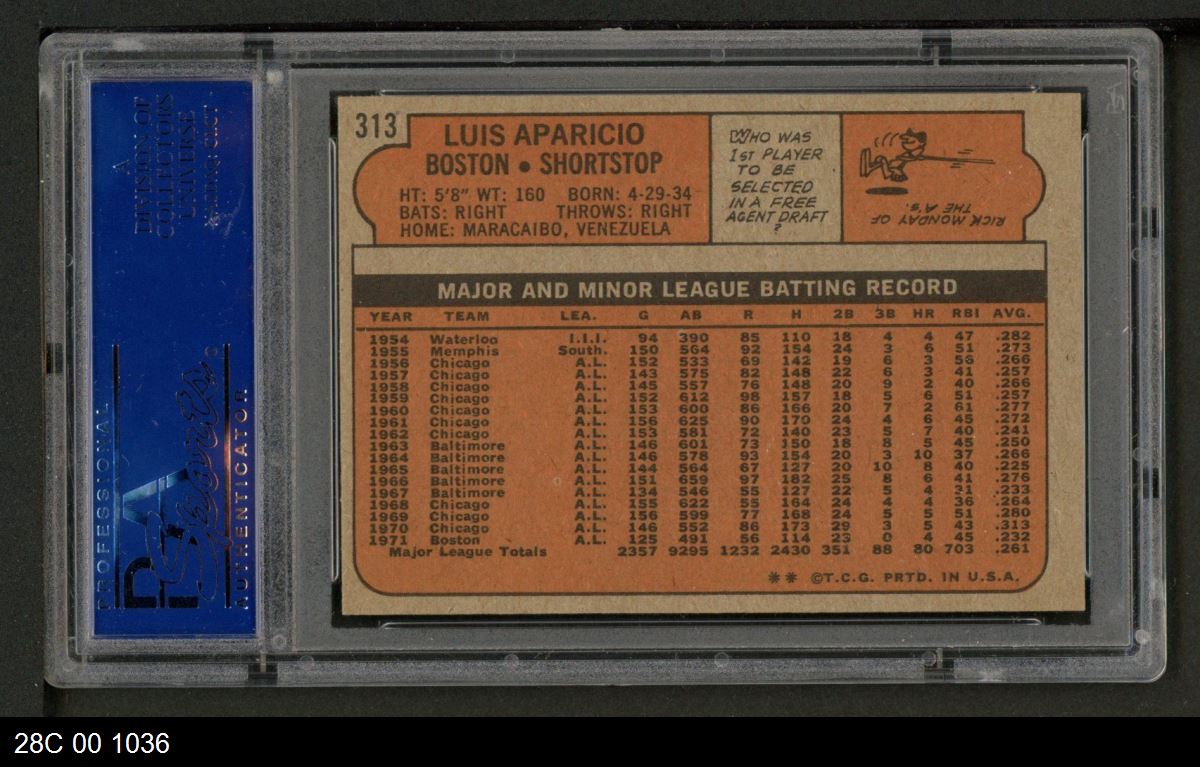 A
DIVISION OF
COLLECTORS
UNIVERSE
NASDAQ: CLCT
PROFESSIONAL
PSA
Sports
AUTHENTICATOR
313
LUIS APARICIO
BOSTON • SHORTSTOP
HT: 5'8" WT: 160 BORN: 4-29-34
BATS: RIGHT THROWS: RIGHT
HOME: MARACAIBO, VENEZUELA
WHO WAS
1ST PLAYER
TO BE
SELECTED
IN A FREE
AGENT DRAFT
?
RICK MONDAY OF
THE A'S.
MAJOR AND MINOR LEAGUE BATTING RECORD
YEAR TEAM LEA. G AB R H 2B 3B HR RBI AVG.
1954 Waterloo I.I.I. 94 390 85 110 18 4 4 47 .282
1955 Memphis South. 150 564 92 154 24 3 6 51 .273
1956 Chicago A.L. 152 533 69 142 19 6 3 56 .266
1957 Chicago A.L. 143 575 82 148 22 6 3 41 .257
1958 Chicago A.L. 145 557 76 148 20 9 2 40 .266
1959 Chicago A.L. 152 612 98 157 18 5 6 51 .257
1960 Chicago A.L. 153 600 86 166 20 7 2 61 .277
1961 Chicago A.L. 156 625 90 170 24 4 6 45 .272
1962 Chicago A.L. 153 581 72 140 23 5 7 40 .241
1963 Baltimore A.L. 146 601 73 150 18 8 5 45 .250
1964 Baltimore A.L. 146 578 93 154 20 3 10 37 .266
1965 Baltimore A.L. 144 564 67 127 20 10 8 40 .225
1966 Baltimore A.L. 151 659 97 182 25 8 6 41 .276
1967 Baltimore A.L. 134 546 55 127 22 5 4 31 .233
1968 Chicago A.L. 155 622 55 164 24 4 4 36 .264
1969 Chicago A.L. 156 599 77 168 24 5 5 51 .280
1970 Chicago A.L. 146 552 86 173 29 3 5 43 .313
1971 Boston A.L. 125 491 56 114 23 0 4 45 .232
Major League Totals 2357 9295 1232 2430 351 88 80 703 .261
** ©T.C.G. PRTD. IN U.S.A.
28C 00 1036